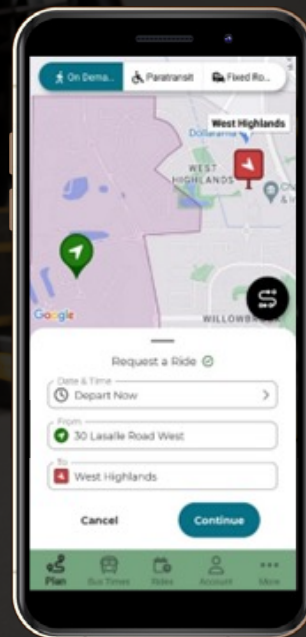 On Dema...
Paratransit
Fixed Ro...
West Highlands
Dollarama
WEST
HIGHLANDS
Google
Request a Ride
Date & Time
Depart Now
From
30 Lasalle Road West
To
West Highlands
Cancel
Continue
Plan
Bus Times
Rides
Account
More